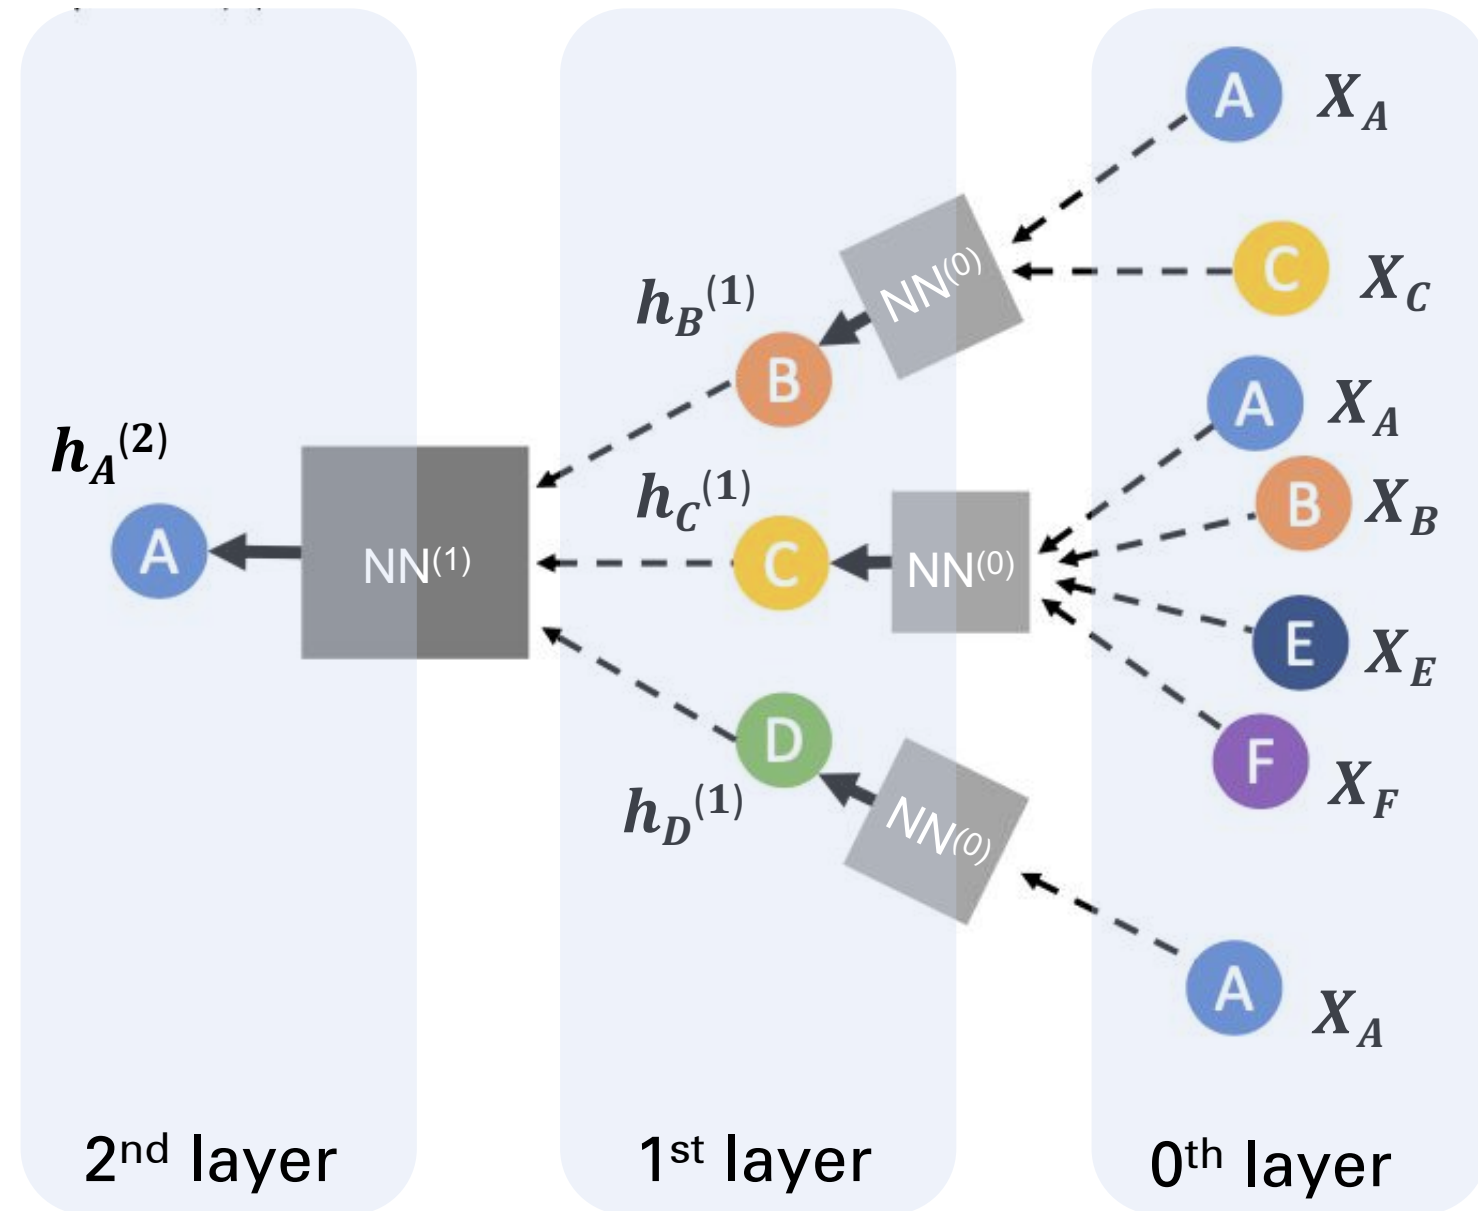 A X_A
C X_C
h_B^(1)
NN^(0)
B
A X_A
h_A^(2)
h_C^(1)
B X_B
A
NN^(1)
C
NN^(0)
E X_E
D
F X_F
h_D^(1)
NN^(0)
A X_A
2nd layer
1st layer
0th layer